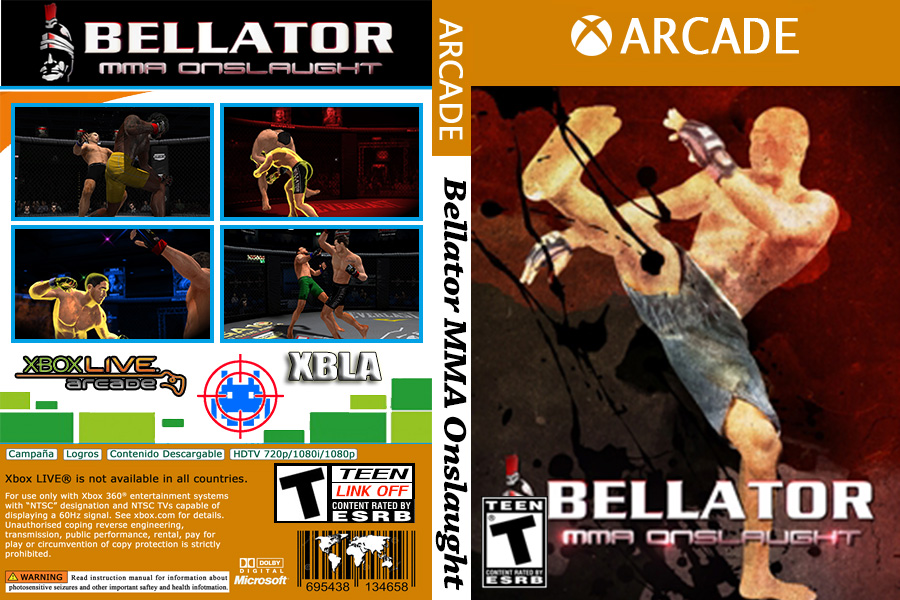 BELLATOR
MMA ONSLAUGHT
XBOX LIVE
arcade
XBLA
Campaña
Logros
Contenido Descargable
HDTV 720p/1080i/1080p
Xbox LIVE® is not available in all countries.
For use only with Xbox 360® entertainment systems
with "NTSC" designation and NTSC TVs capable of
displaying a 60Hz signal. See xbox.com for details.
Unauthorised coping reverse engineering,
transmission, public performance, rental, pay for
play or circumvention of copy protection is strictly
prohibited.
WARNING Read instruction manual for information about
photosensitive seizures and other important saftey and health infotmation.
DOLBY
DIGITAL
Microsoft
T
TEEN
LINK OFF
CONTENT RATED BY
ESRB
695438 134658
ARCADE
Bellator MMA Onslaught
ARCADE
BELLATOR
MMA ONSLAUGHT
TEEN
T
CONTENT RATED BY
ESRB